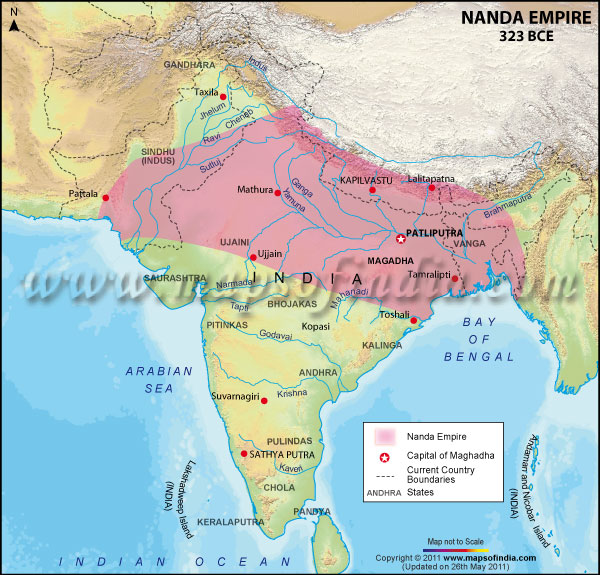 N
NANDA EMPIRE
323 BCE
GANDHARA
Indus
Taxila
Jhelum
Chenab
Ravi
SINDHU
(INDUS)
Sutluj
Pattala
Mathura
Ganga
Yamuna
KAPILVASTU
Lalitapatna
Brahmaputra
PATLIPUTRA
VANGA
UJAINI
Ujjain
MAGADHA
Tamralipti
INDIA
SAURASHTRA
Narmada
Tapti
BHOJAKAS
Mahanadi
www.mapsofindia.com
PITINKAS
Kopasi
Toshali
Godavai
KALINGA
BAY
OF
BENGAL
ARABIAN
SEA
ANDHRA
Suvarnagiri
Krishna
PULINDAS
SATHYA PUTRA
Kaveri
CHOLA
PANDYA
KERALAPUTRA
Lakshadweep Island
(INDIA)
Andaman and Nicobar Island
(INDIA)
Nanda Empire
Capital of Maghadha
Current Country
Boundaries
ANDHRA States
Map not to Scale
Copyright © 2011 www.mapsofindia.com
(Updated on 26th May 2011)
INDIAN OCEAN